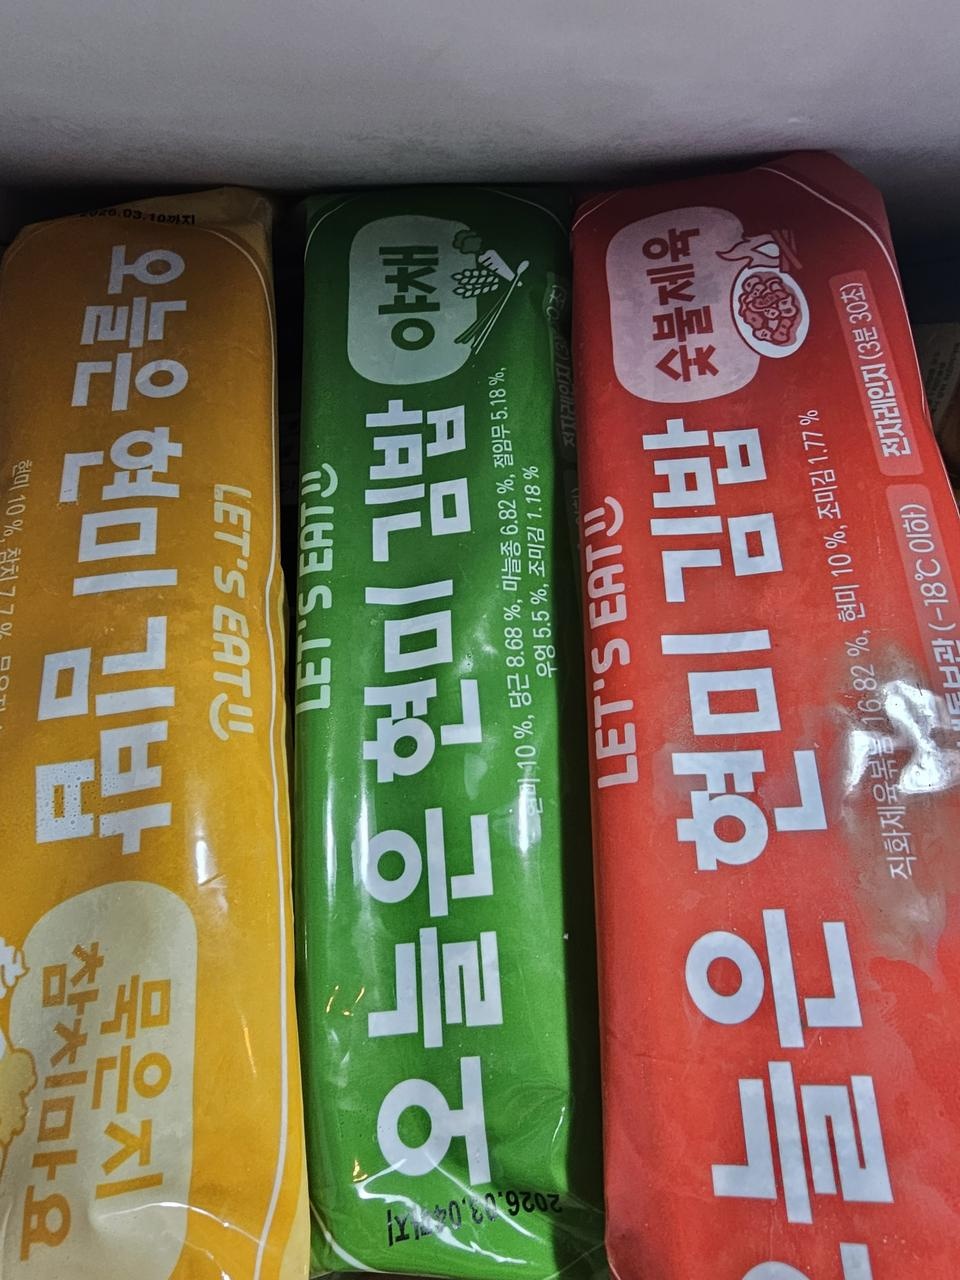 2026.03.10까지
오늘은 현미 김밥
LET'S EAT
묵은지
참치마요
현미 10 %, 참치 7.7 %,
야채
LET'S EAT
오늘은 현미 김밥
현미 10 %, 당근 8.68 %, 마늘종 6.82 %, 절임무 5.18 %,
우엉 5.5 %, 조미김 1.18 %
전자레인지
2026.03.04까지
숯불제육
LET'S EAT
오늘은 현미 김밥
직화제육볶음 16.82 %, 현미 10 %, 조미김 1.77 %
전자레인지 (3분 30초)
(-18℃ 이하)